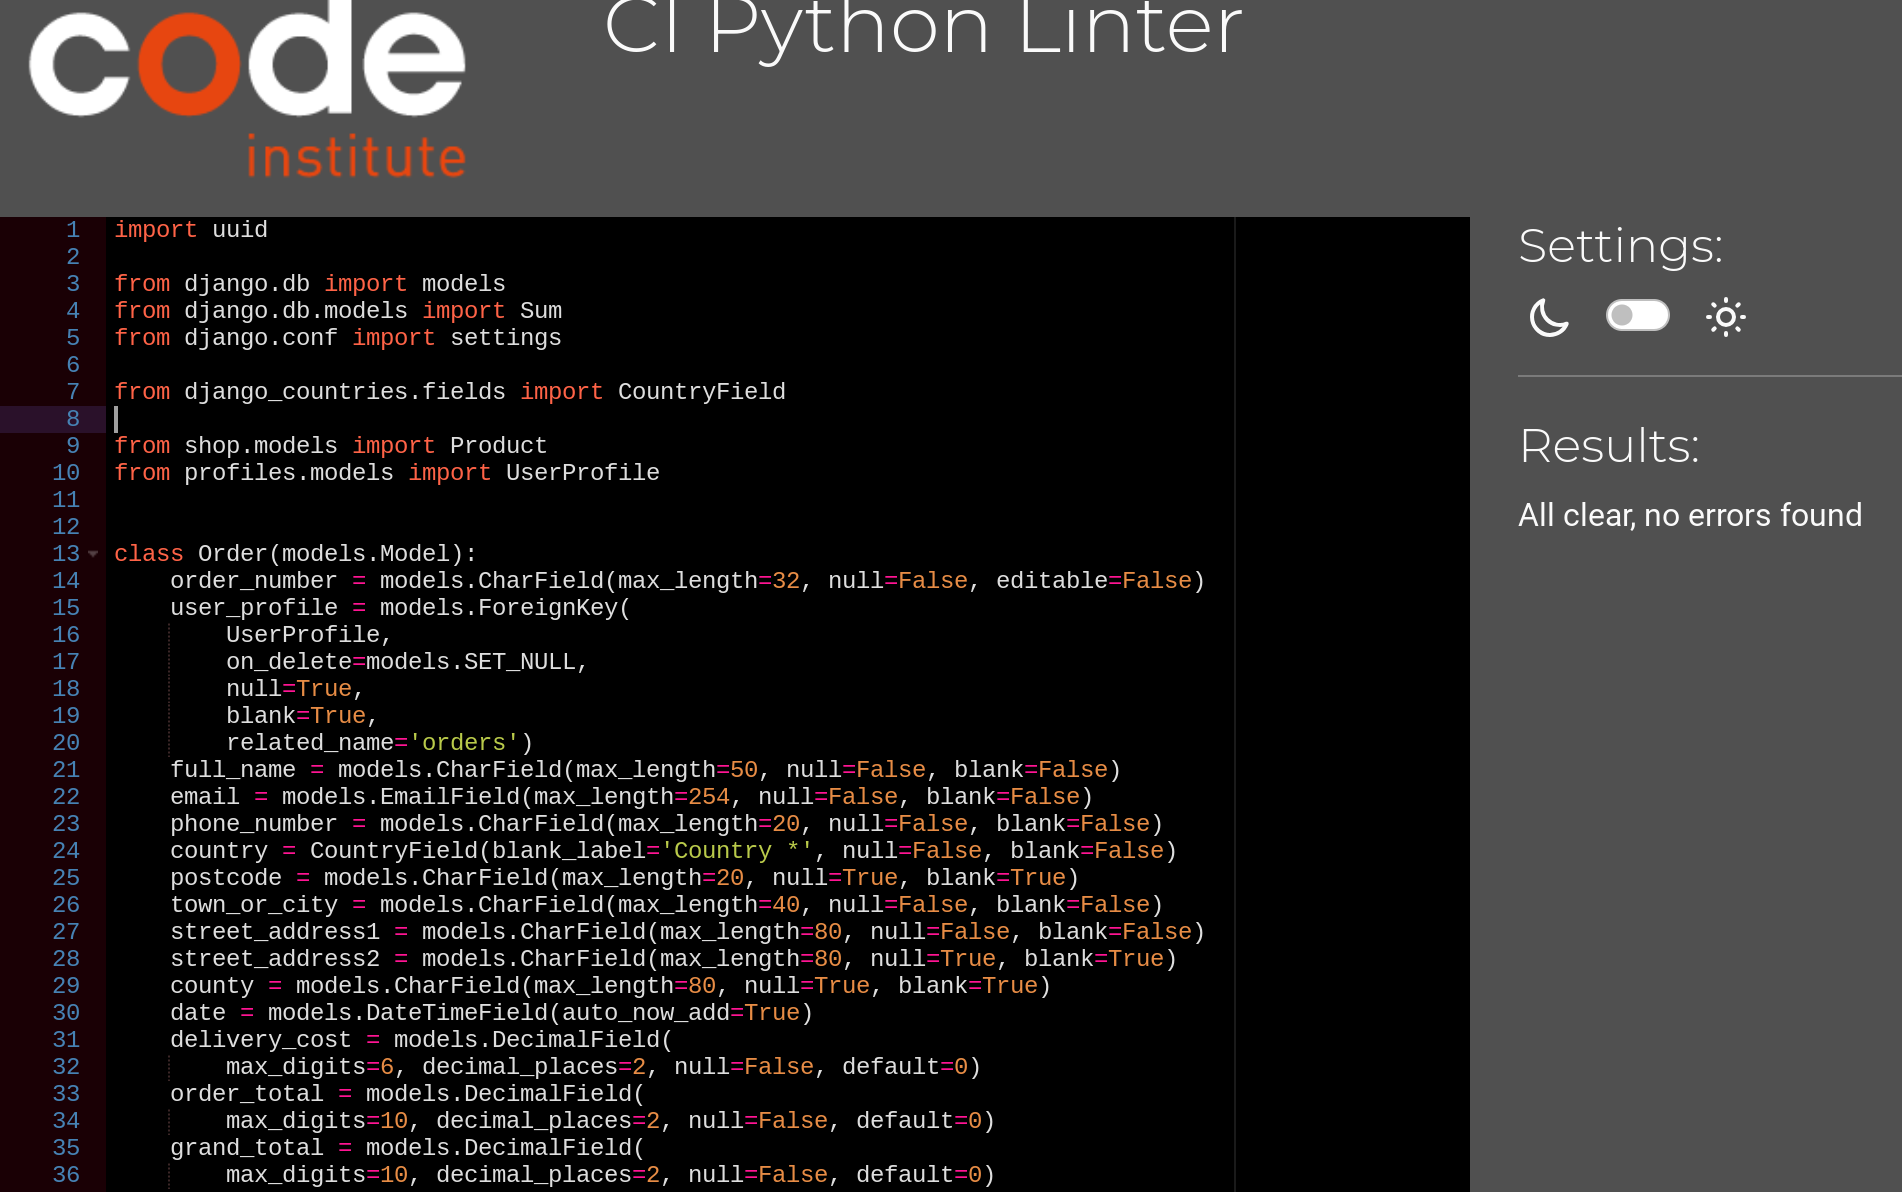 code
institute
CI Python Linter
1 import uuid
2
3 from django.db import models
4 from django.db.models import Sum
5 from django.conf import settings
6
7 from django_countries.fields import CountryField
8
9 from shop.models import Product
10 from profiles.models import UserProfile
11
12
13 class Order(models.Model):
14     order_number = models.CharField(max_length=32, null=False, editable=False)
15     user_profile = models.ForeignKey(
16         UserProfile,
17         on_delete=models.SET_NULL,
18         null=True,
19         blank=True,
20         related_name='orders')
21     full_name = models.CharField(max_length=50, null=False, blank=False)
22     email = models.EmailField(max_length=254, null=False, blank=False)
23     phone_number = models.CharField(max_length=20, null=False, blank=False)
24     country = CountryField(blank_label='Country *', null=False, blank=False)
25     postcode = models.CharField(max_length=20, null=True, blank=True)
26     town_or_city = models.CharField(max_length=40, null=False, blank=False)
27     street_address1 = models.CharField(max_length=80, null=False, blank=False)
28     street_address2 = models.CharField(max_length=80, null=True, blank=True)
29     county = models.CharField(max_length=80, null=True, blank=True)
30     date = models.DateTimeField(auto_now_add=True)
31     delivery_cost = models.DecimalField(
32         max_digits=6, decimal_places=2, null=False, default=0)
33     order_total = models.DecimalField(
34         max_digits=10, decimal_places=2, null=False, default=0)
35     grand_total = models.DecimalField(
36         max_digits=10, decimal_places=2, null=False, default=0)
Settings:
Results:
All clear, no errors found